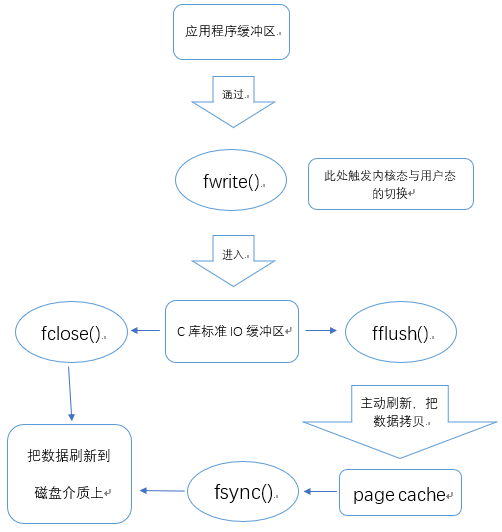 应用程序缓冲区
通过
fwrite()
此处触发内核态与用户态
的切换
进入
fclose()
C 库标准 IO 缓冲区
fflush()
主动刷新，把
数据拷贝
把数据刷新到
磁盘介质上
fsync()
page cache